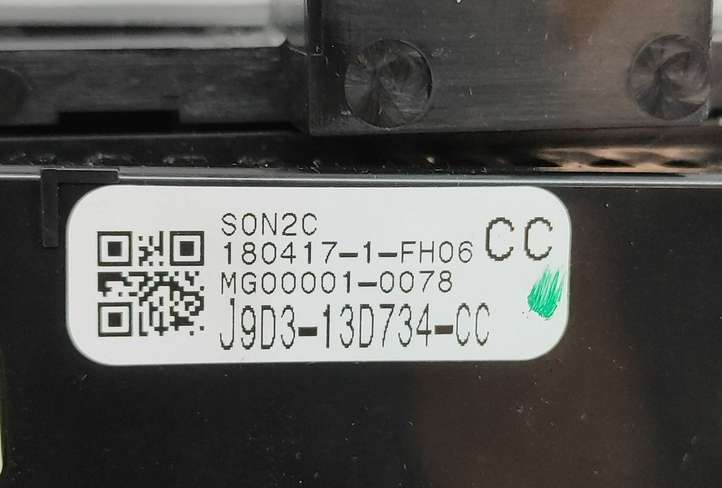 SON2C
180417-1-FH06 CC
MG00001-0078
J9D3-13D734-CC